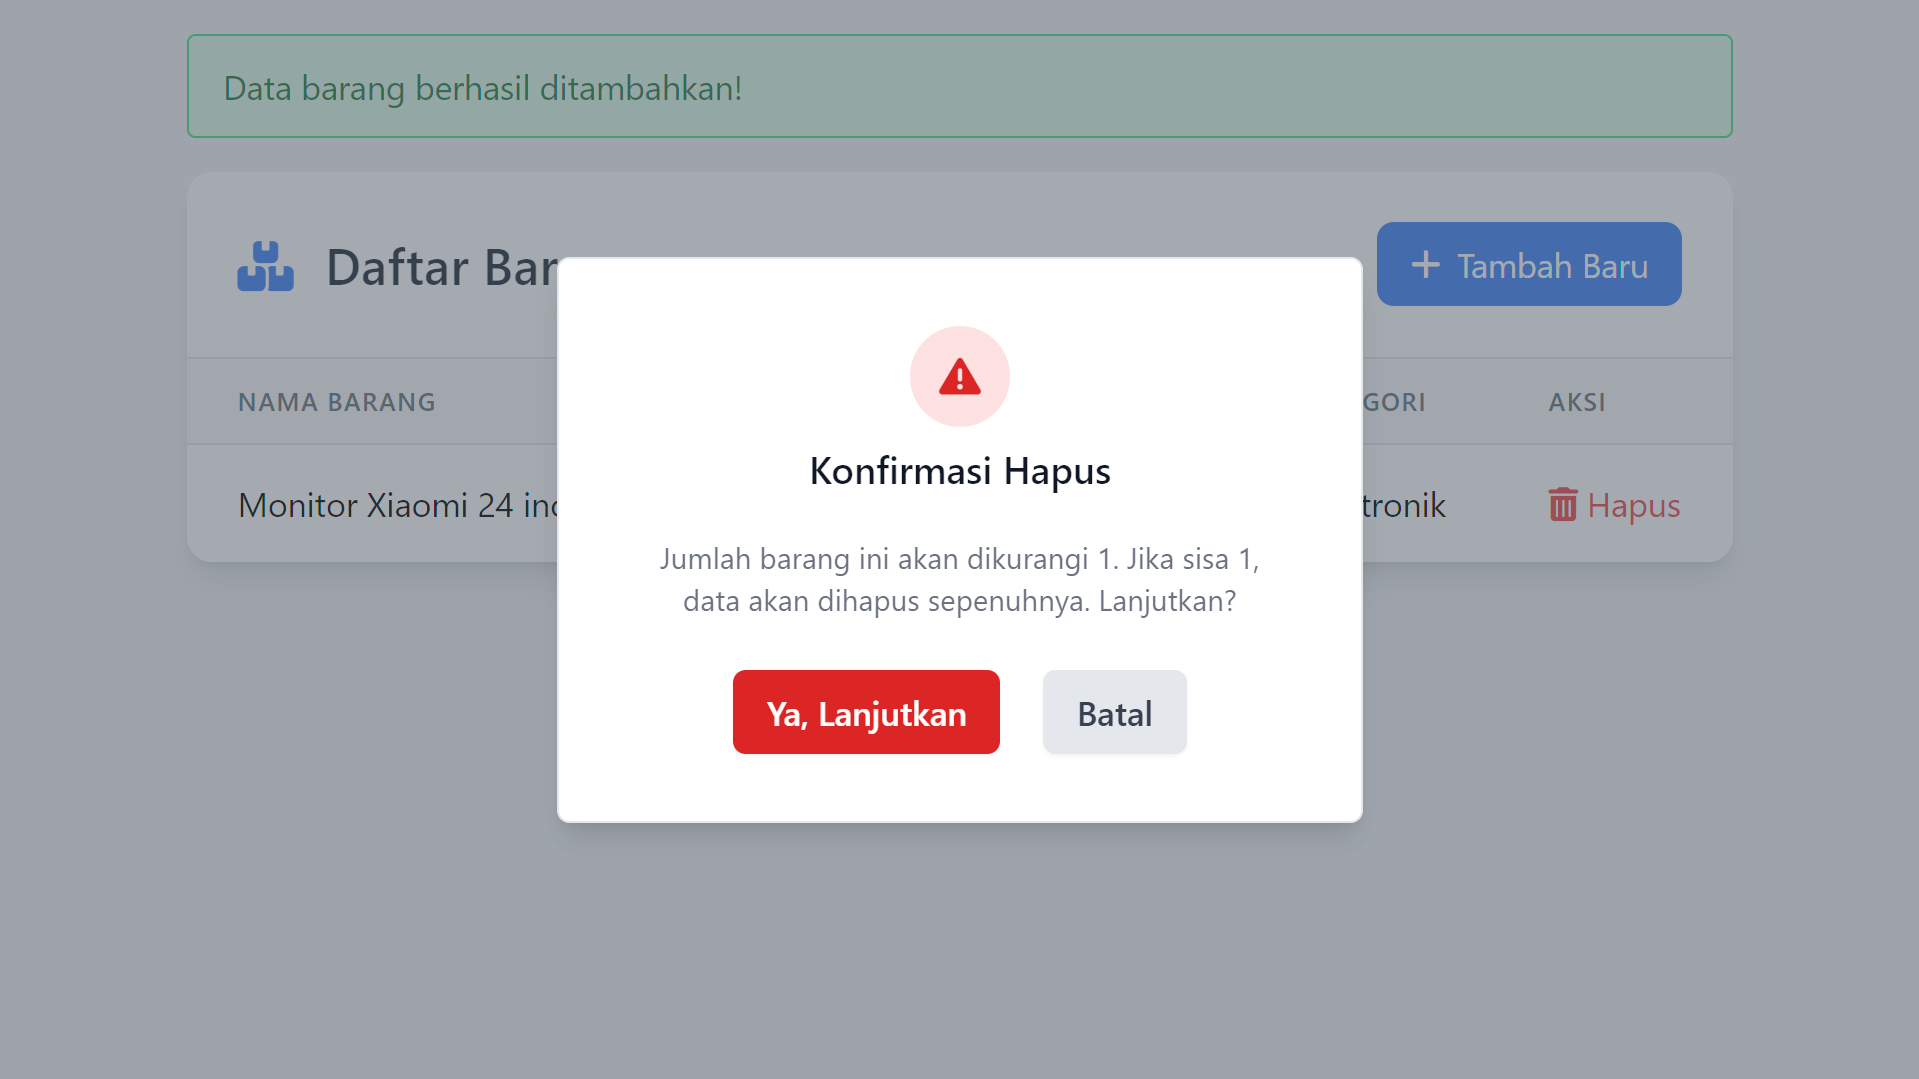 Data barang berhasil ditambahkan!
Daftar Bar
Tambah Baru
NAMA BARANG
GORI
AKSI
Monitor Xiaomi 24 inc
tronik
Hapus
Konfirmasi Hapus
Jumlah barang ini akan dikurangi 1. Jika sisa 1,
data akan dihapus sepenuhnya. Lanjutkan?
Ya, Lanjutkan
Batal